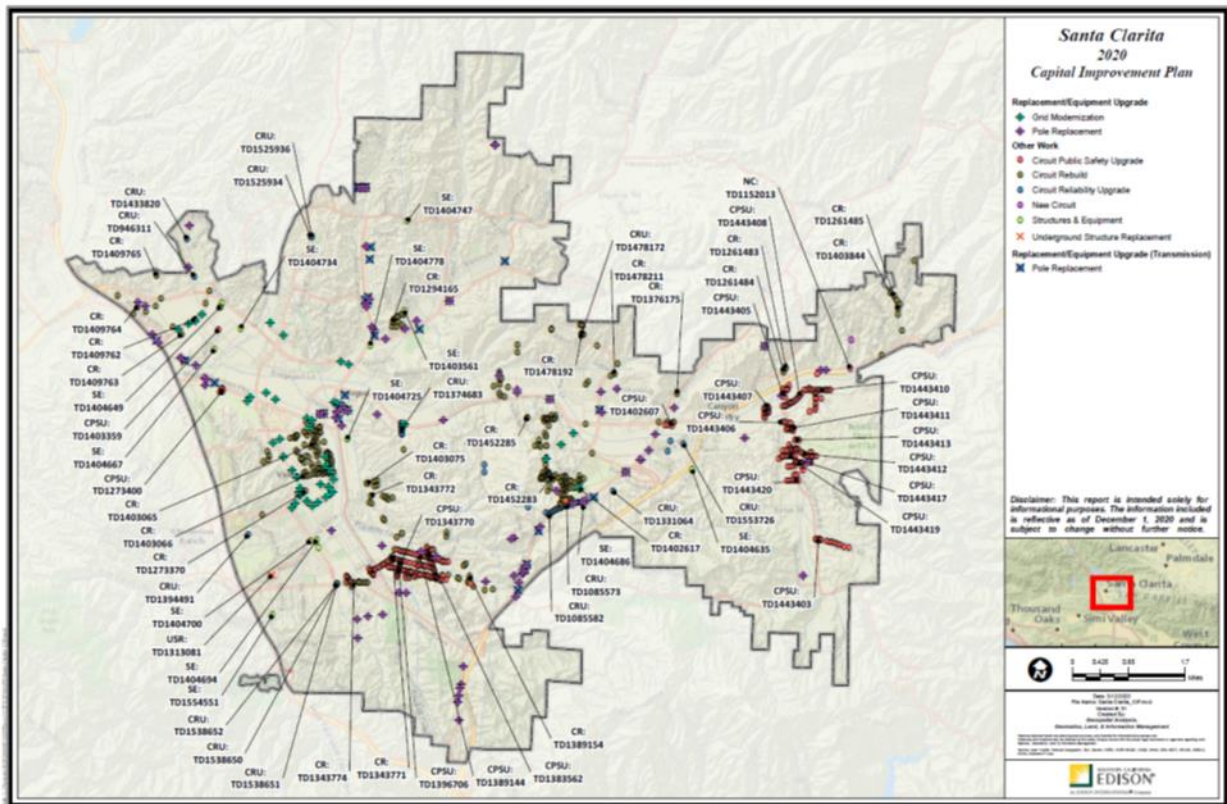 Santa Clarita
2020
Capital Improvement Plan
Replacement/Equipment Upgrade
Grid Modernization
Pole Replacement
Other Work
Circuit Public Safety Upgrade
Circuit Rebuild
Circuit Reliability Upgrade
New Circuit
Structures & Equipment
Underground Structure Replacement
Replacement/Equipment Upgrade (Transmission)
Pole Replacement
CRU:
TD1525936
CRU:
TD1525934
CRU:
TD1433820
CRU:
TD946311
CR:
TD1409765
SE:
TD1404734
SE:
TD1404747
SE:
TD1404778
CR:
TD1294165
CRU:
TD1478172
CR:
TD1478211
CR:
TD1376175
NC:
TD1152013
CPSU:
TD1443408
CR:
TD1261483
CR:
TD1261484
CPSU:
TD1443405
CR:
TD1261485
CR:
TD1403844
CR:
TD1409764
CR:
TD1409762
CR:
TD1409763
SE:
TD1404649
CPSU:
TD1403359
SE:
TD1404667
CPSU:
TD1273400
CR:
TD1403065
CR:
TD1403066
CR:
TD1273370
CRU:
TD1394491
SE:
TD1404700
USR:
TD1313081
SE:
TD1404694
SE:
TD1554551
CRU:
TD1538652
CRU:
TD1538650
CRU:
TD1538651
SE:
TD1403561
SE:
TD1404725
CRU:
TD1374683
CR:
TD1478192
CPSU:
TD1402607
CPSU:
TD1443407
CPSU:
TD1443406
CPSU:
TD1443410
CPSU:
TD1443411
CPSU:
TD1443413
CPSU:
TD1443412
CPSU:
TD1443417
CPSU:
TD1443419
CPSU:
TD1443420
CR:
TD1452285
CR:
TD1403075
CR:
TD1343772
CR:
TD1452283
CPSU:
TD1343770
CRU:
TD1331064
CRU:
TD1553726
CR:
TD1402617
SE:
TD1404635
SE:
TD1404686
CRU:
TD1085573
CRU:
TD1085582
CPSU:
TD1443403
CR:
TD1389154
CR:
TD1343774
CR:
TD1343771
CPSU:
TD1396706
CPSU:
TD1389144
CPSU:
TD1383562
Disclaimer: This report is intended solely for
informational purposes. The information included
is reflective as of December 1, 2020 and is
subject to change without further notice.
Lancaster
Palmdale
Santa Clarita
Thousand
Oaks
Simi Valley
West
N
0 0.425 0.85 1.7
Miles
EDISON